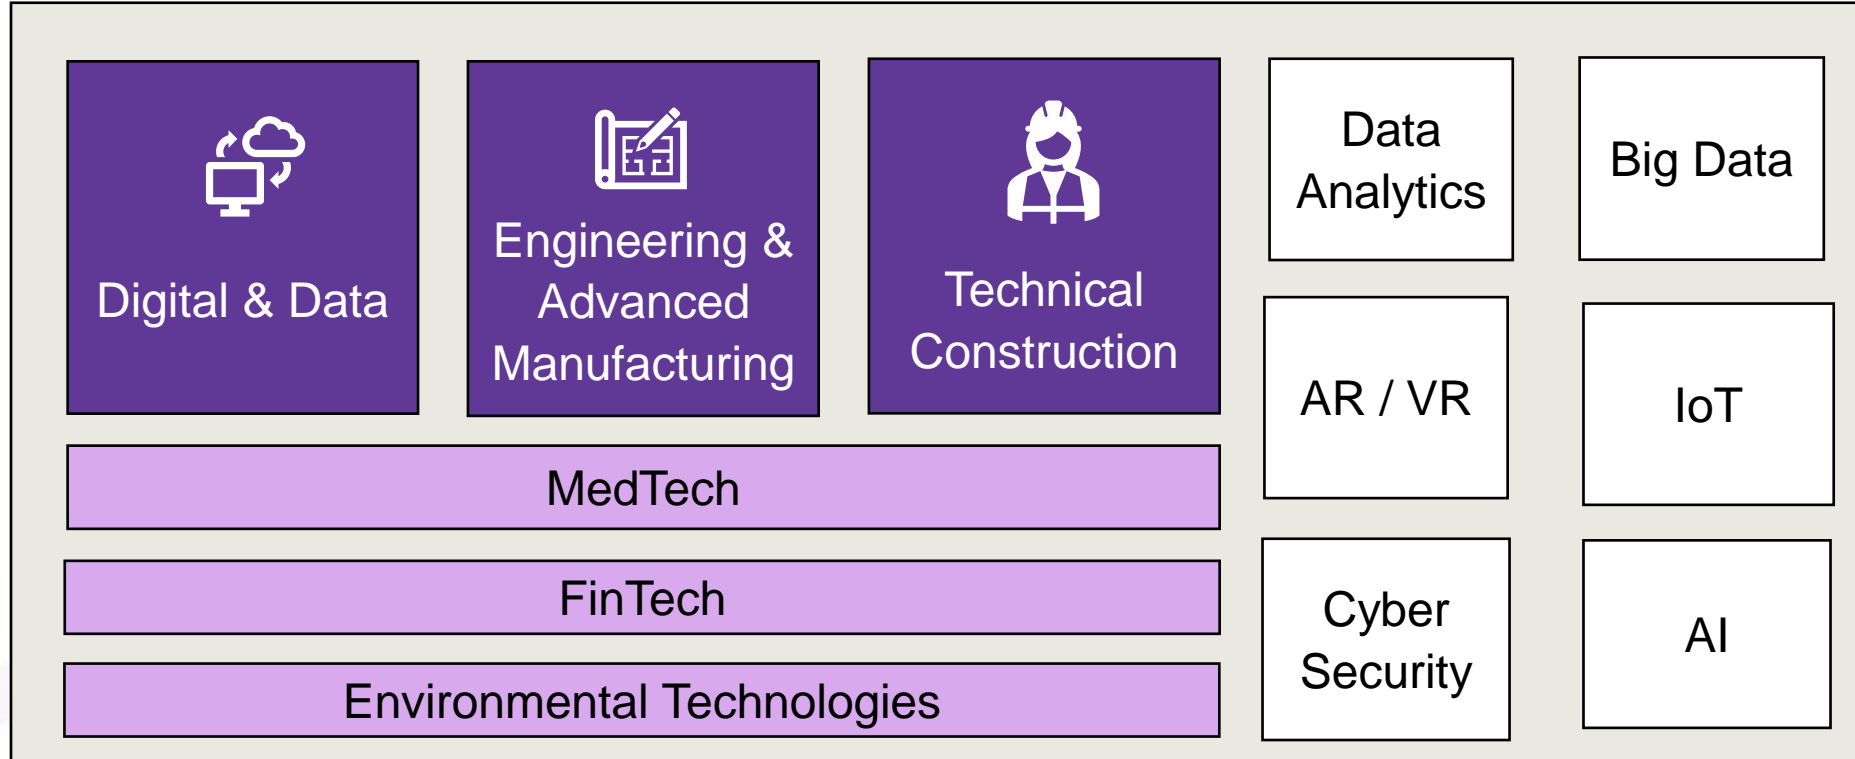 Digital & Data
Engineering &
Advanced
Manufacturing
Technical
Construction
MedTech
FinTech
Environmental Technologies
Data
Analytics
Big Data
AR / VR
IoT
Cyber
Security
AI